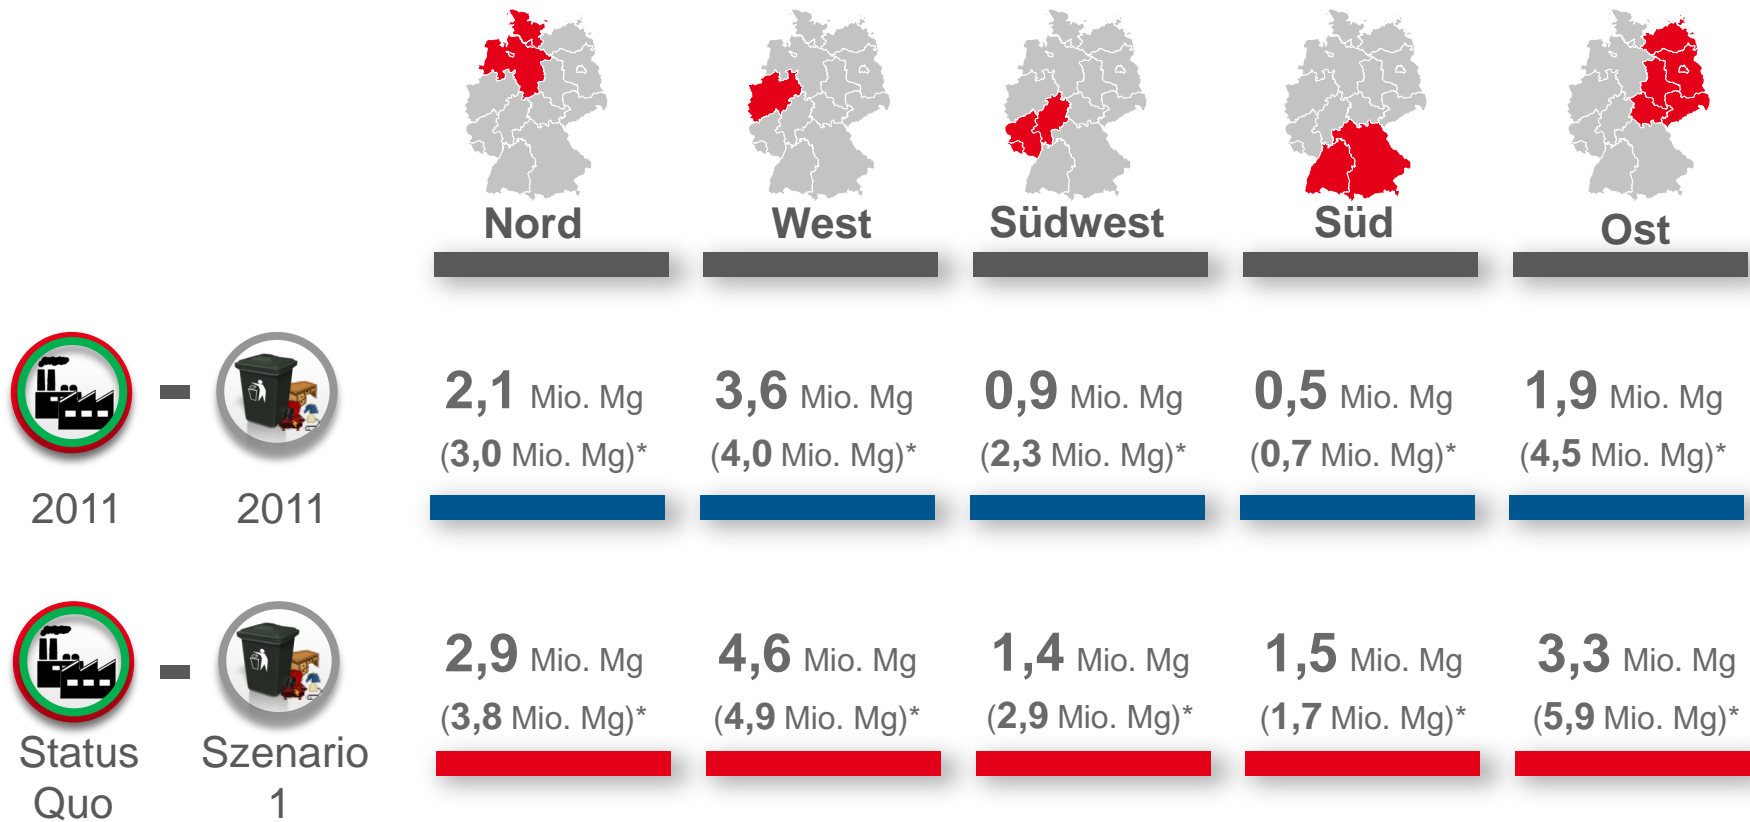 Nord West Südwest Süd Ost
2,1 Mio. Mg 3,6 Mio. Mg 0,9 Mio. Mg 0,5 Mio. Mg 1,9 Mio. Mg
(3,0 Mio. Mg)* (4,0 Mio. Mg)* (2,3 Mio. Mg)* (0,7 Mio. Mg)* (4,5 Mio. Mg)*
2011 2011
2,9 Mio. Mg 4,6 Mio. Mg 1,4 Mio. Mg 1,5 Mio. Mg 3,3 Mio. Mg
(3,8 Mio. Mg)* (4,9 Mio. Mg)* (2,9 Mio. Mg)* (1,7 Mio. Mg)* (5,9 Mio. Mg)*
Status Szenario
Quo 1